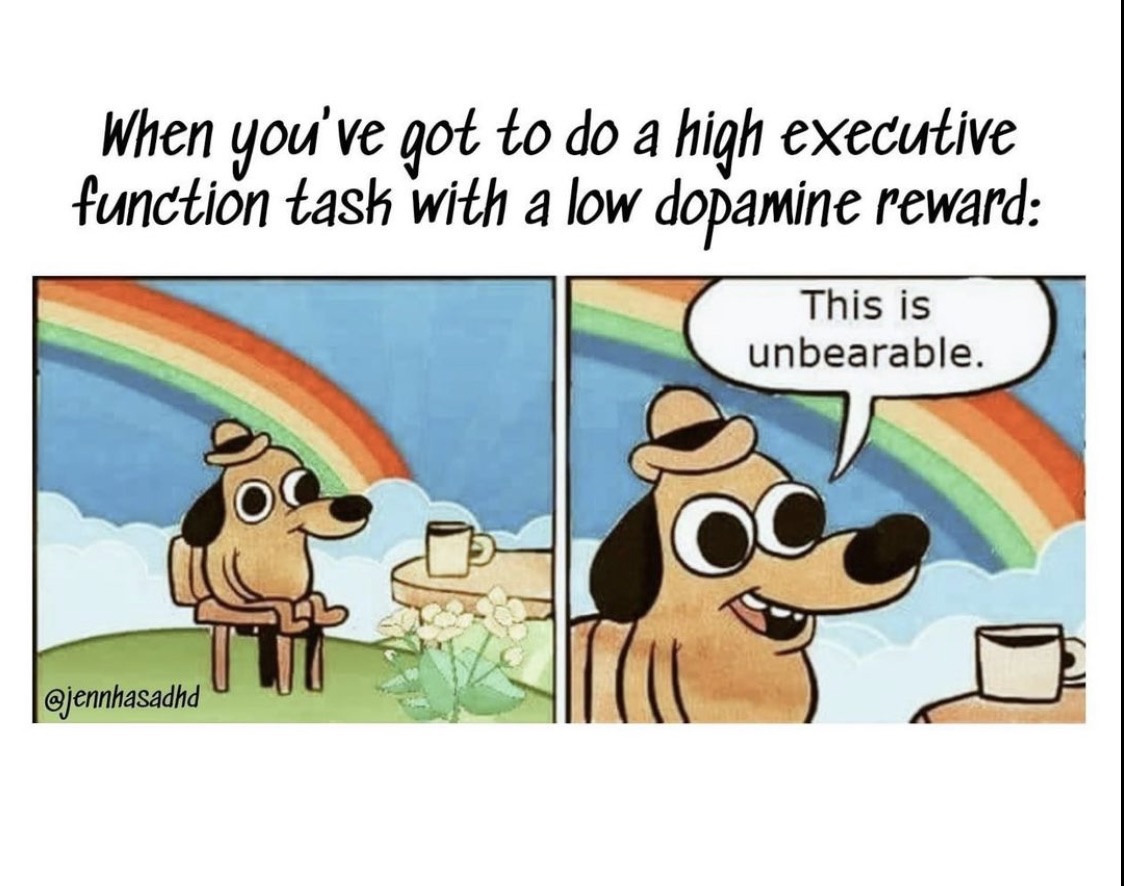 When you've got to do a high executive
function task with a low dopamine reward:
This is
unbearable.
@jennhasadhd